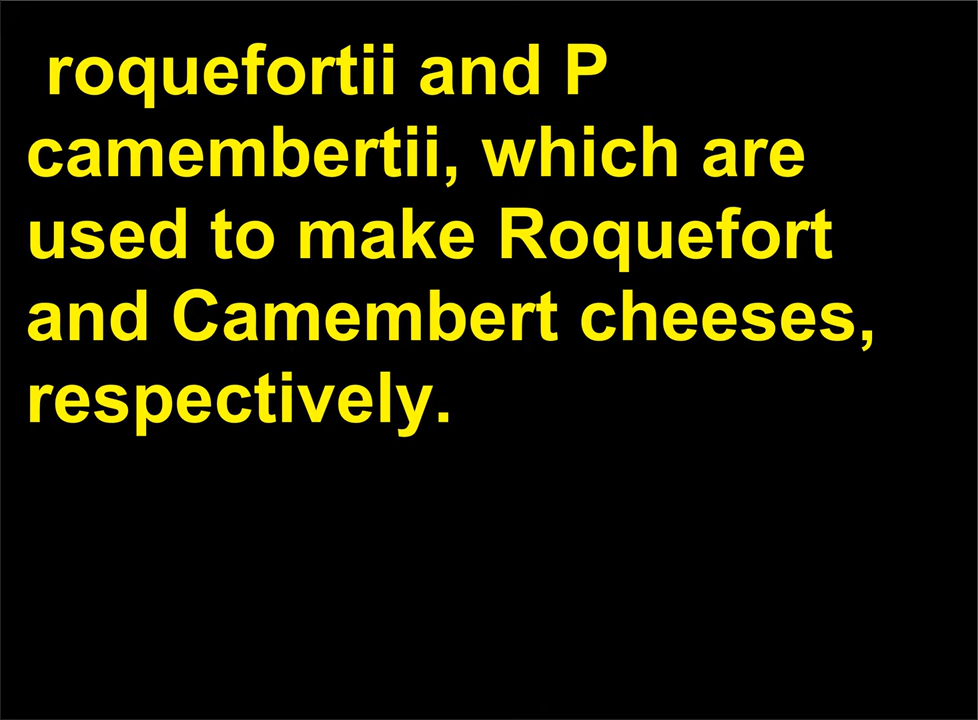 roquefortii and P
camembertii, which are
used to make Roquefort
and Camembert cheeses,
respectively.